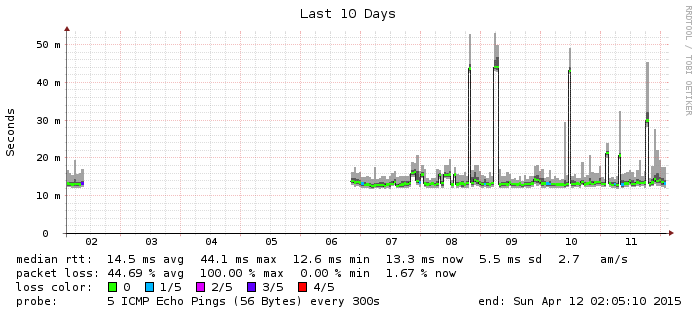 Last 10 Days
RRDTOOL / TOBI OETIKER
Seconds
50 m
40 m
30 m
20 m
10 m
0
02 03 04 05 06 07 08 09 10 11
median rtt: 14.5 ms avg 44.1 ms max 12.6 ms min 13.3 ms now 5.5 ms sd 2.7 am/s
packet loss: 44.69 % avg 100.00 % max 0.00 % min 1.67 % now
loss color: 0 1/5 2/5 3/5 4/5
probe: 5 ICMP Echo Pings (56 Bytes) every 300s end: Sun Apr 12 02:05:10 2015